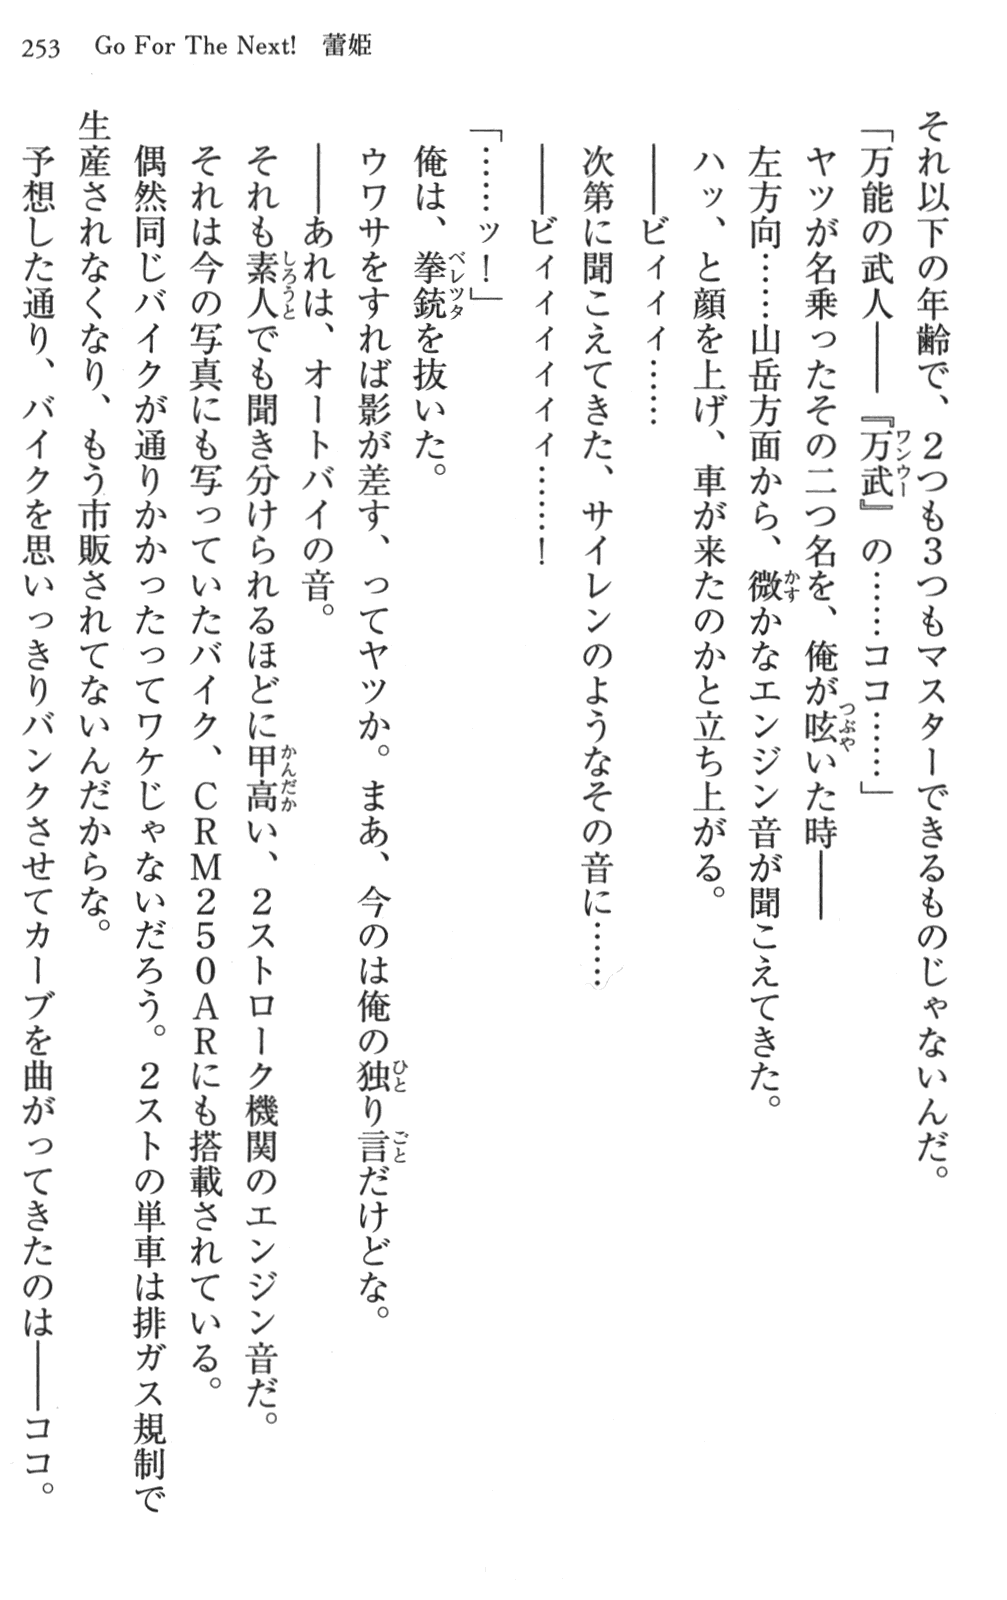 253　Go For The Next!　蕾姫
それ以下の年齢で、2つも3つもマスターできるものじゃないんだ。
「万能の武人――『万武』の……ココ……」
ヤツが名乗ったその二つ名を、俺が呟いた時――
左方向……山岳方面から、微かなエンジン音が聞こえてきた。
ハッ、と顔を上げ、車が来たのかと立ち上がる。
――ビィィィ……
次第に聞こえてきた、サイレンのようなその音に……
――ビィィィィィィ……！
「……ッ！」
俺は、拳銃を抜いた。
ウワサをすれば影が差す、ってヤツか。まあ、今のは俺の独り言だけどな。
――あれは、オートバイの音。
それも素人でも聞き分けられるほどに甲高い、2ストローク機関のエンジン音だ。
それは今の写真にも写っていたバイク、CRM250ARにも搭載されている。
偶然同じバイクが通りかかったってワケじゃないだろう。2ストの単車は排ガス規制で
生産されなくなり、もう市販されてないんだからな。
予想した通り、バイクを思いっきりバンクさせてカーブを曲がってきたのは――ココ。